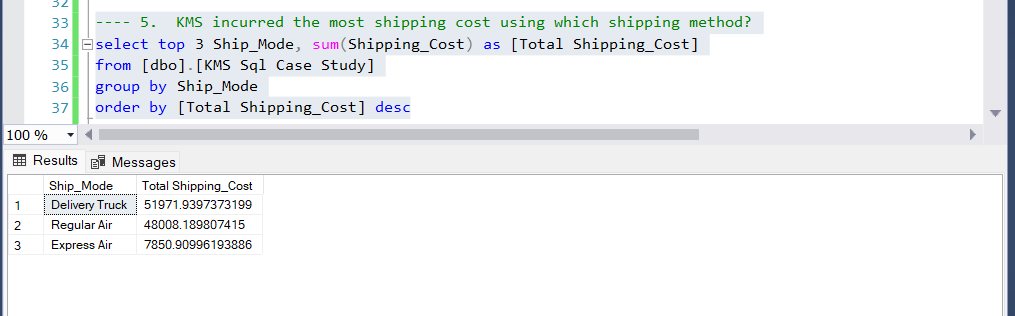 32
33 ---- 5.  KMS incurred the most shipping cost using which shipping method?
34 select top 3 Ship_Mode, sum(Shipping_Cost) as [Total Shipping_Cost]
35 from [dbo].[KMS Sql Case Study]
36 group by Ship_Mode
37 order by [Total Shipping_Cost] desc
100 %
Results Messages
Ship_Mode Total Shipping_Cost
1 Delivery Truck 51971.9397373199
2 Regular Air 48008.189807415
3 Express Air 7850.90996193886